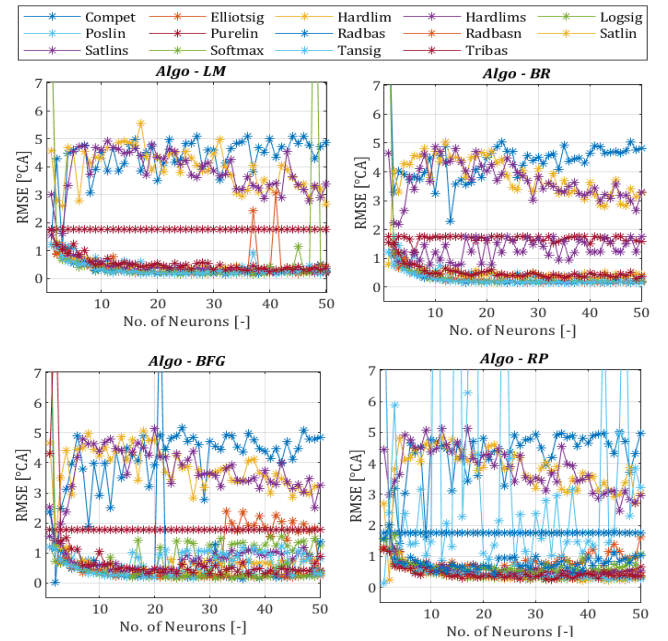 Compet Elliotsig Hardlim Hardlims Logsig
Poslin Purelin Radbas Radbasn Satlin
Satlins Softmax Tansig Tribas
Algo - LM
7
6
5
4
3
2
1
0
RMSE [°CA]
10 20 30 40 50
No. of Neurons [-]
Algo - BR
7
6
5
4
3
2
1
0
RMSE [°CA]
10 20 30 40 50
No. of Neurons [-]
Algo - BFG
7
6
5
4
3
2
1
0
RMSE [°CA]
10 20 30 40 50
No. of Neurons [-]
Algo - RP
7
6
5
4
3
2
1
0
RMSE [°CA]
10 20 30 40 50
No. of Neurons [-]